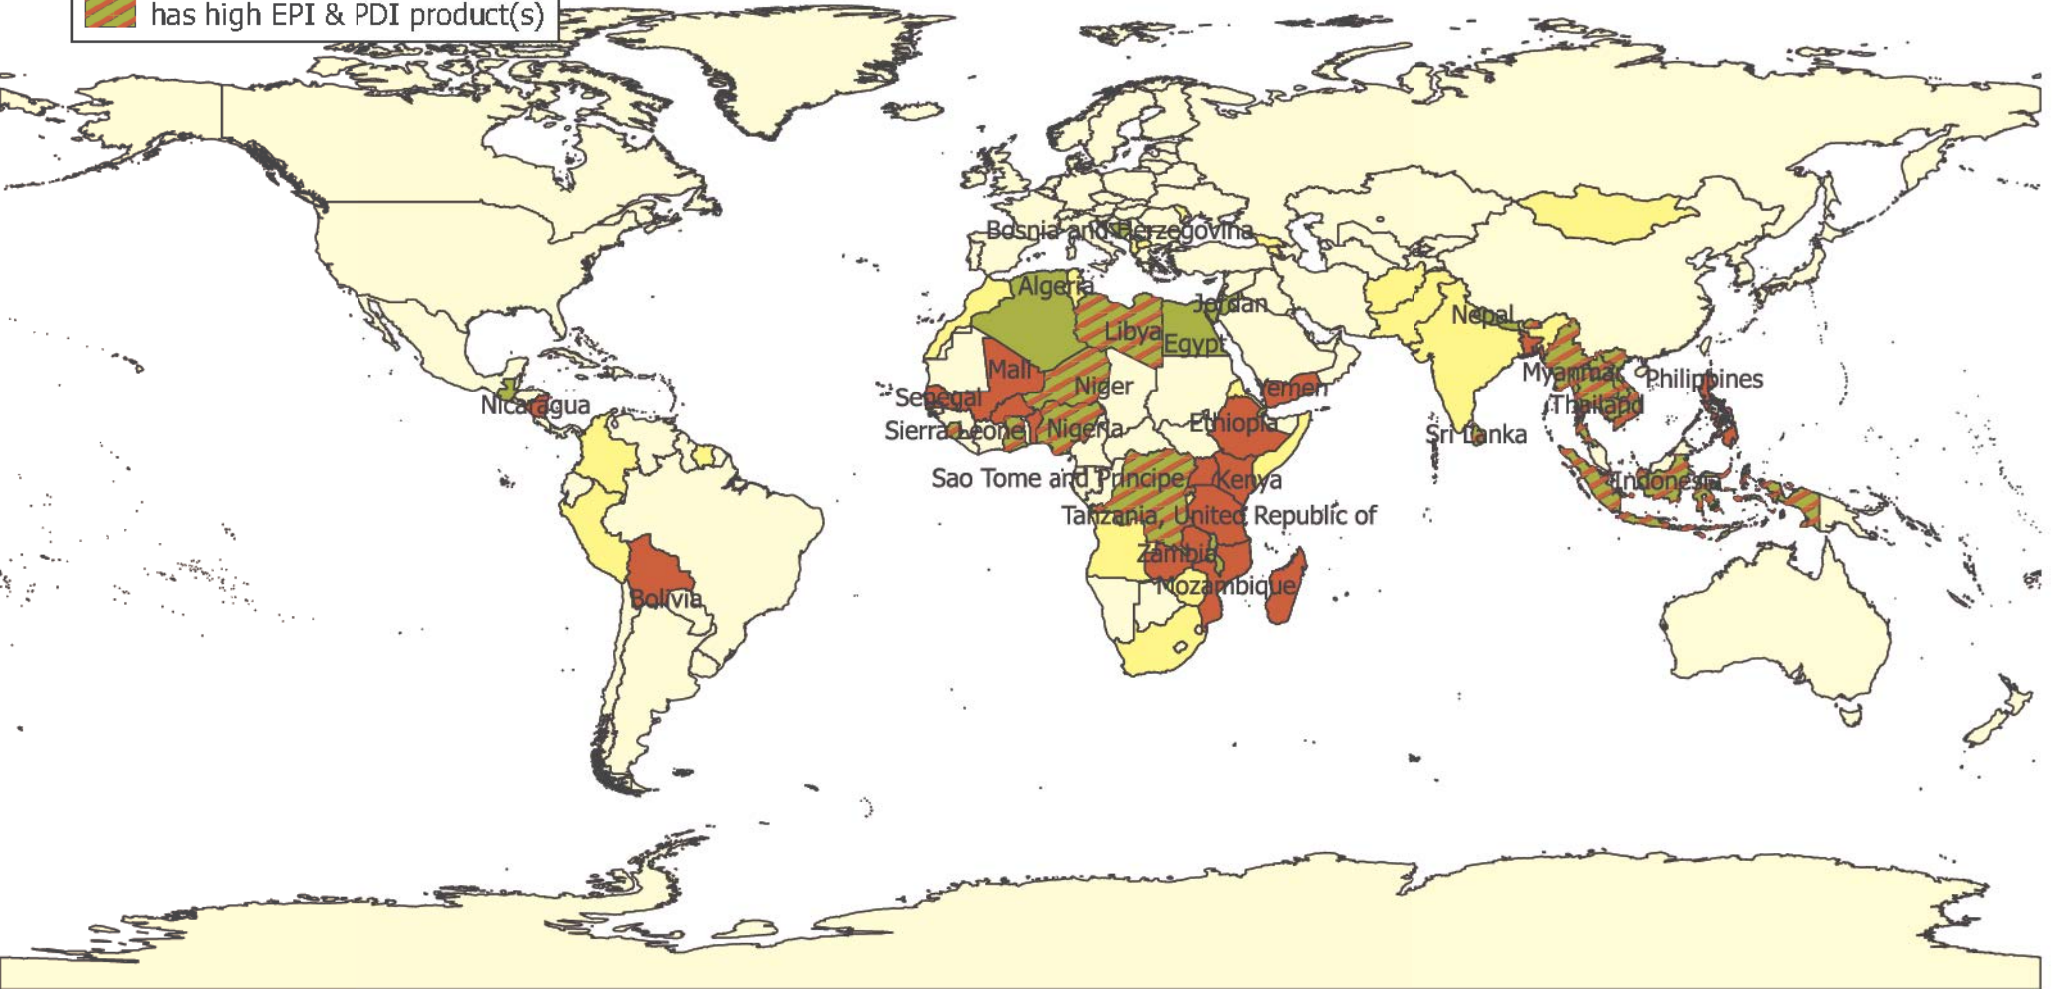 has high EPI & PDI product(s)
Bosnia and Herzegovina
Algeria
Jordan
Libya
Egypt
Nepal
Mali
Niger
Yemen
Myanmar
Philippines
Senegal
Nicaragua
Thailand
Sierra Leone
Nigeria
Ethiopia
Sri Lanka
Sao Tome and Principe
Kenya
Indonesia
Tanzania, United Republic of
Zambia
Mozambique
Bolivia